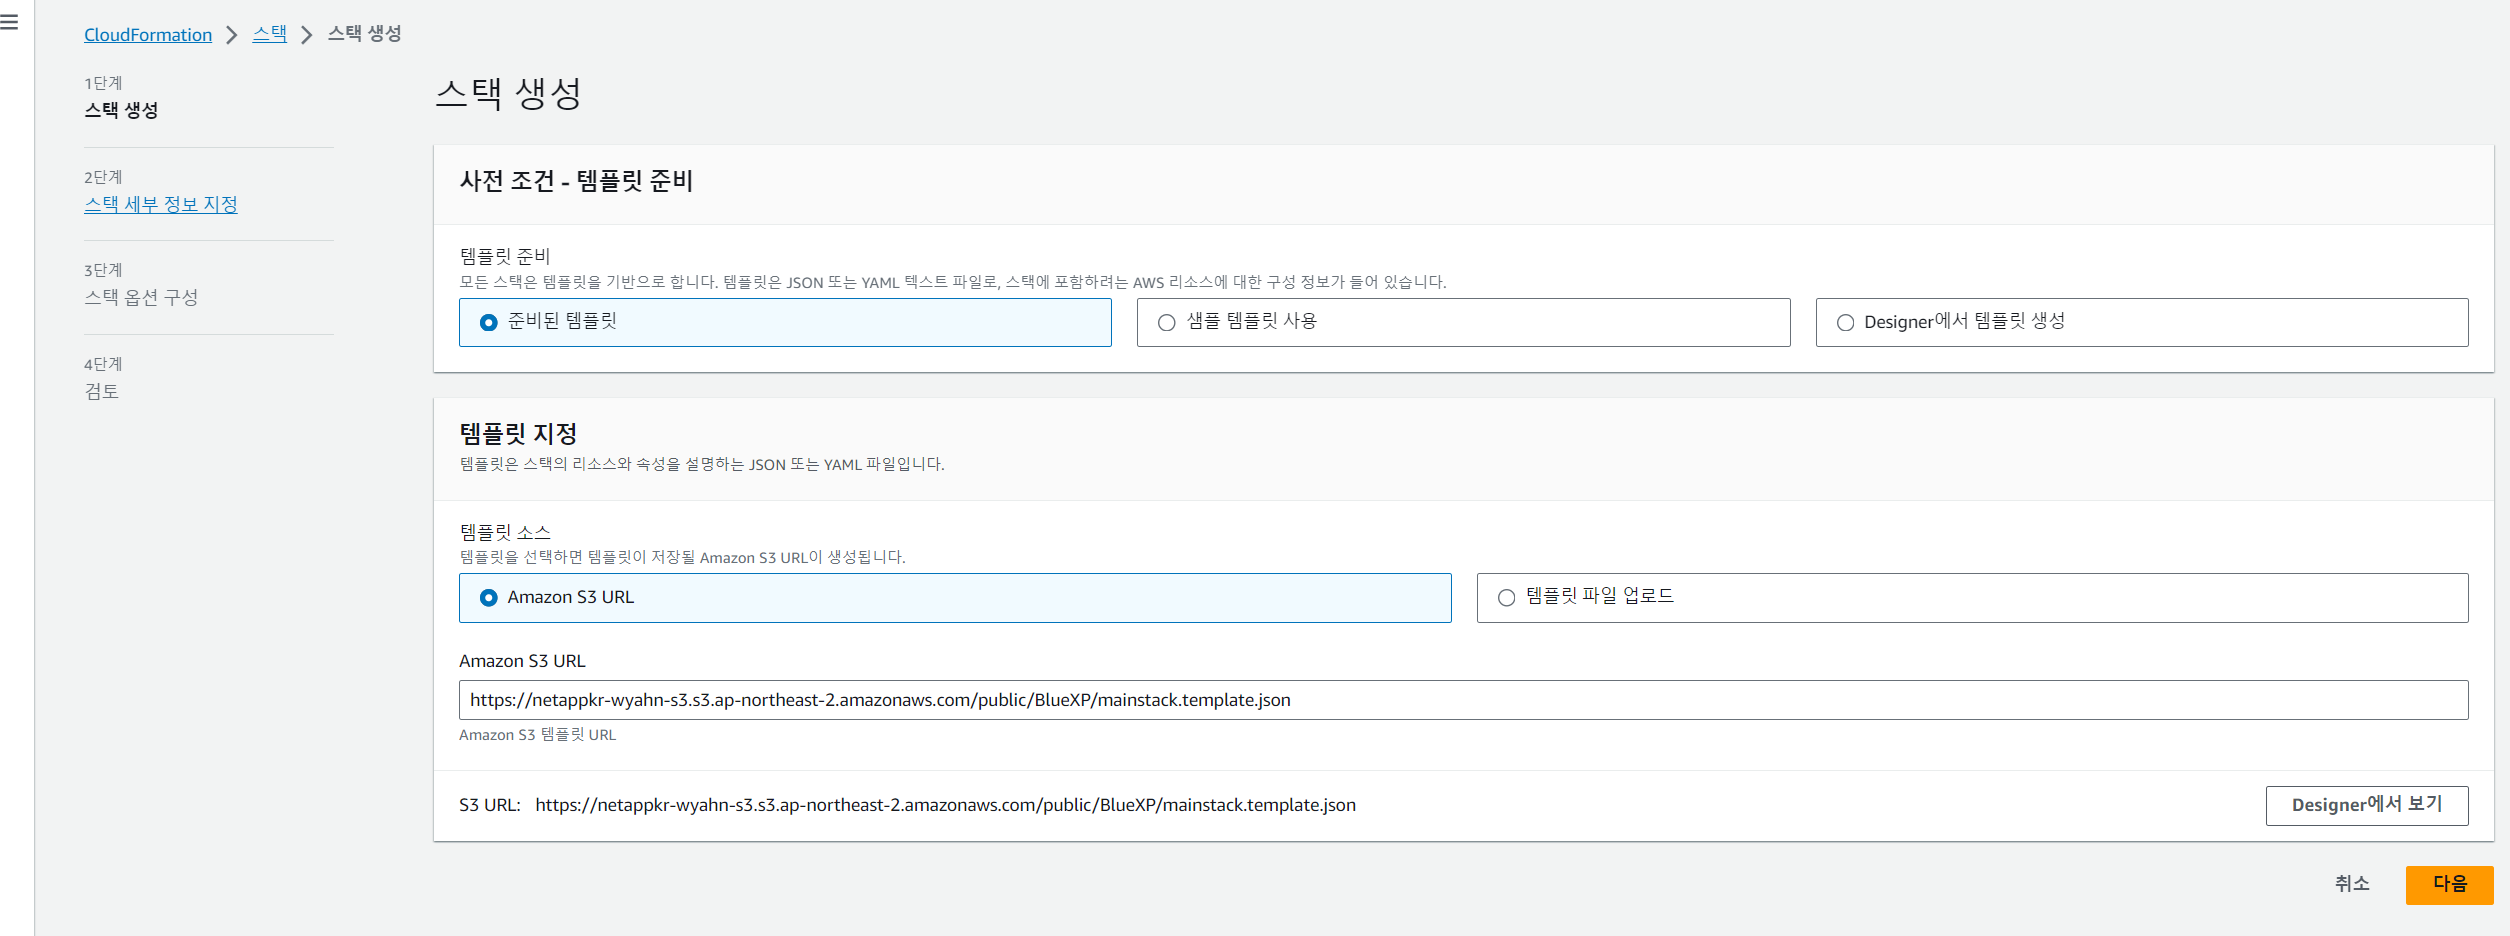 CloudFormation > 스택 > 스택 생성
1단계
스택 생성
2단계
스택 세부 정보 지정
3단계
스택 옵션 구성
4단계
검토
스택 생성
사전 조건 - 템플릿 준비
템플릿 준비
모든 스택은 템플릿을 기반으로 합니다. 템플릿은 JSON 또는 YAML 텍스트 파일로, 스택에 포함하려는 AWS 리소스에 대한 구성 정보가 들어 있습니다.
준비된 템플릿
샘플 템플릿 사용
Designer에서 템플릿 생성
템플릿 지정
템플릿은 스택의 리소스와 속성을 설명하는 JSON 또는 YAML 파일입니다.
템플릿 소스
템플릿을 선택하면 템플릿이 저장될 Amazon S3 URL이 생성됩니다.
Amazon S3 URL
템플릿 파일 업로드
Amazon S3 URL
https://netappkr-wyahn-s3.s3.ap-northeast-2.amazonaws.com/public/BlueXP/mainstack.template.json
Amazon S3 템플릿 URL
S3 URL: https://netappkr-wyahn-s3.s3.ap-northeast-2.amazonaws.com/public/BlueXP/mainstack.template.json
Designer에서 보기
취소
다음